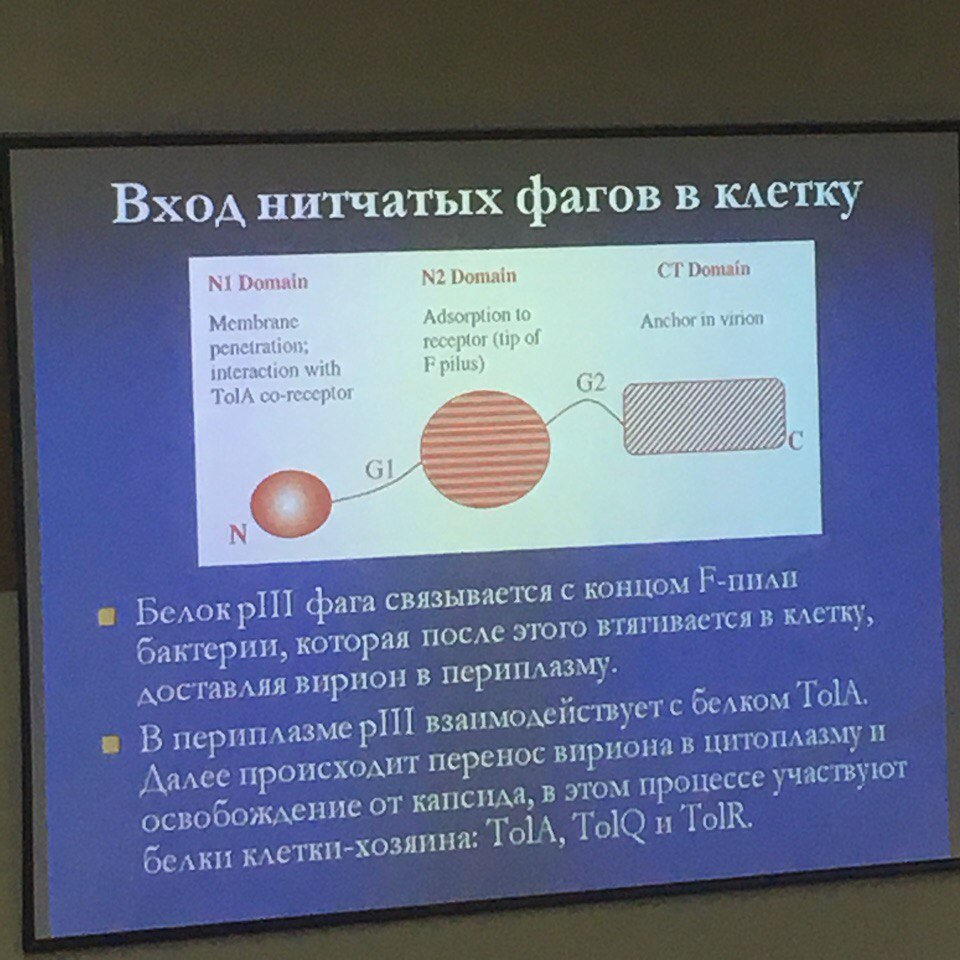 Вход нитчатых фагов в клетку
N1 Domain
Membrane
penetration;
interaction with
TolA co-receptor
N2 Domain
Adsorption to
receptor (tip of
F pilus)
CT Domain
Anchor in virion
N
G1
G2
C
Белок pIII фага связывается с концом F-пили
бактерии, которая после этого втягивается в клетку,
доставляя вирион в периплазму.
В периплазме pIII взаимодействует с белком TolA.
Далее происходит перенос вириона в цитоплазму и
освобождение от капсида, в этом процессе участвуют
белки клетки-хозяина: TolA, TolQ и TolR.